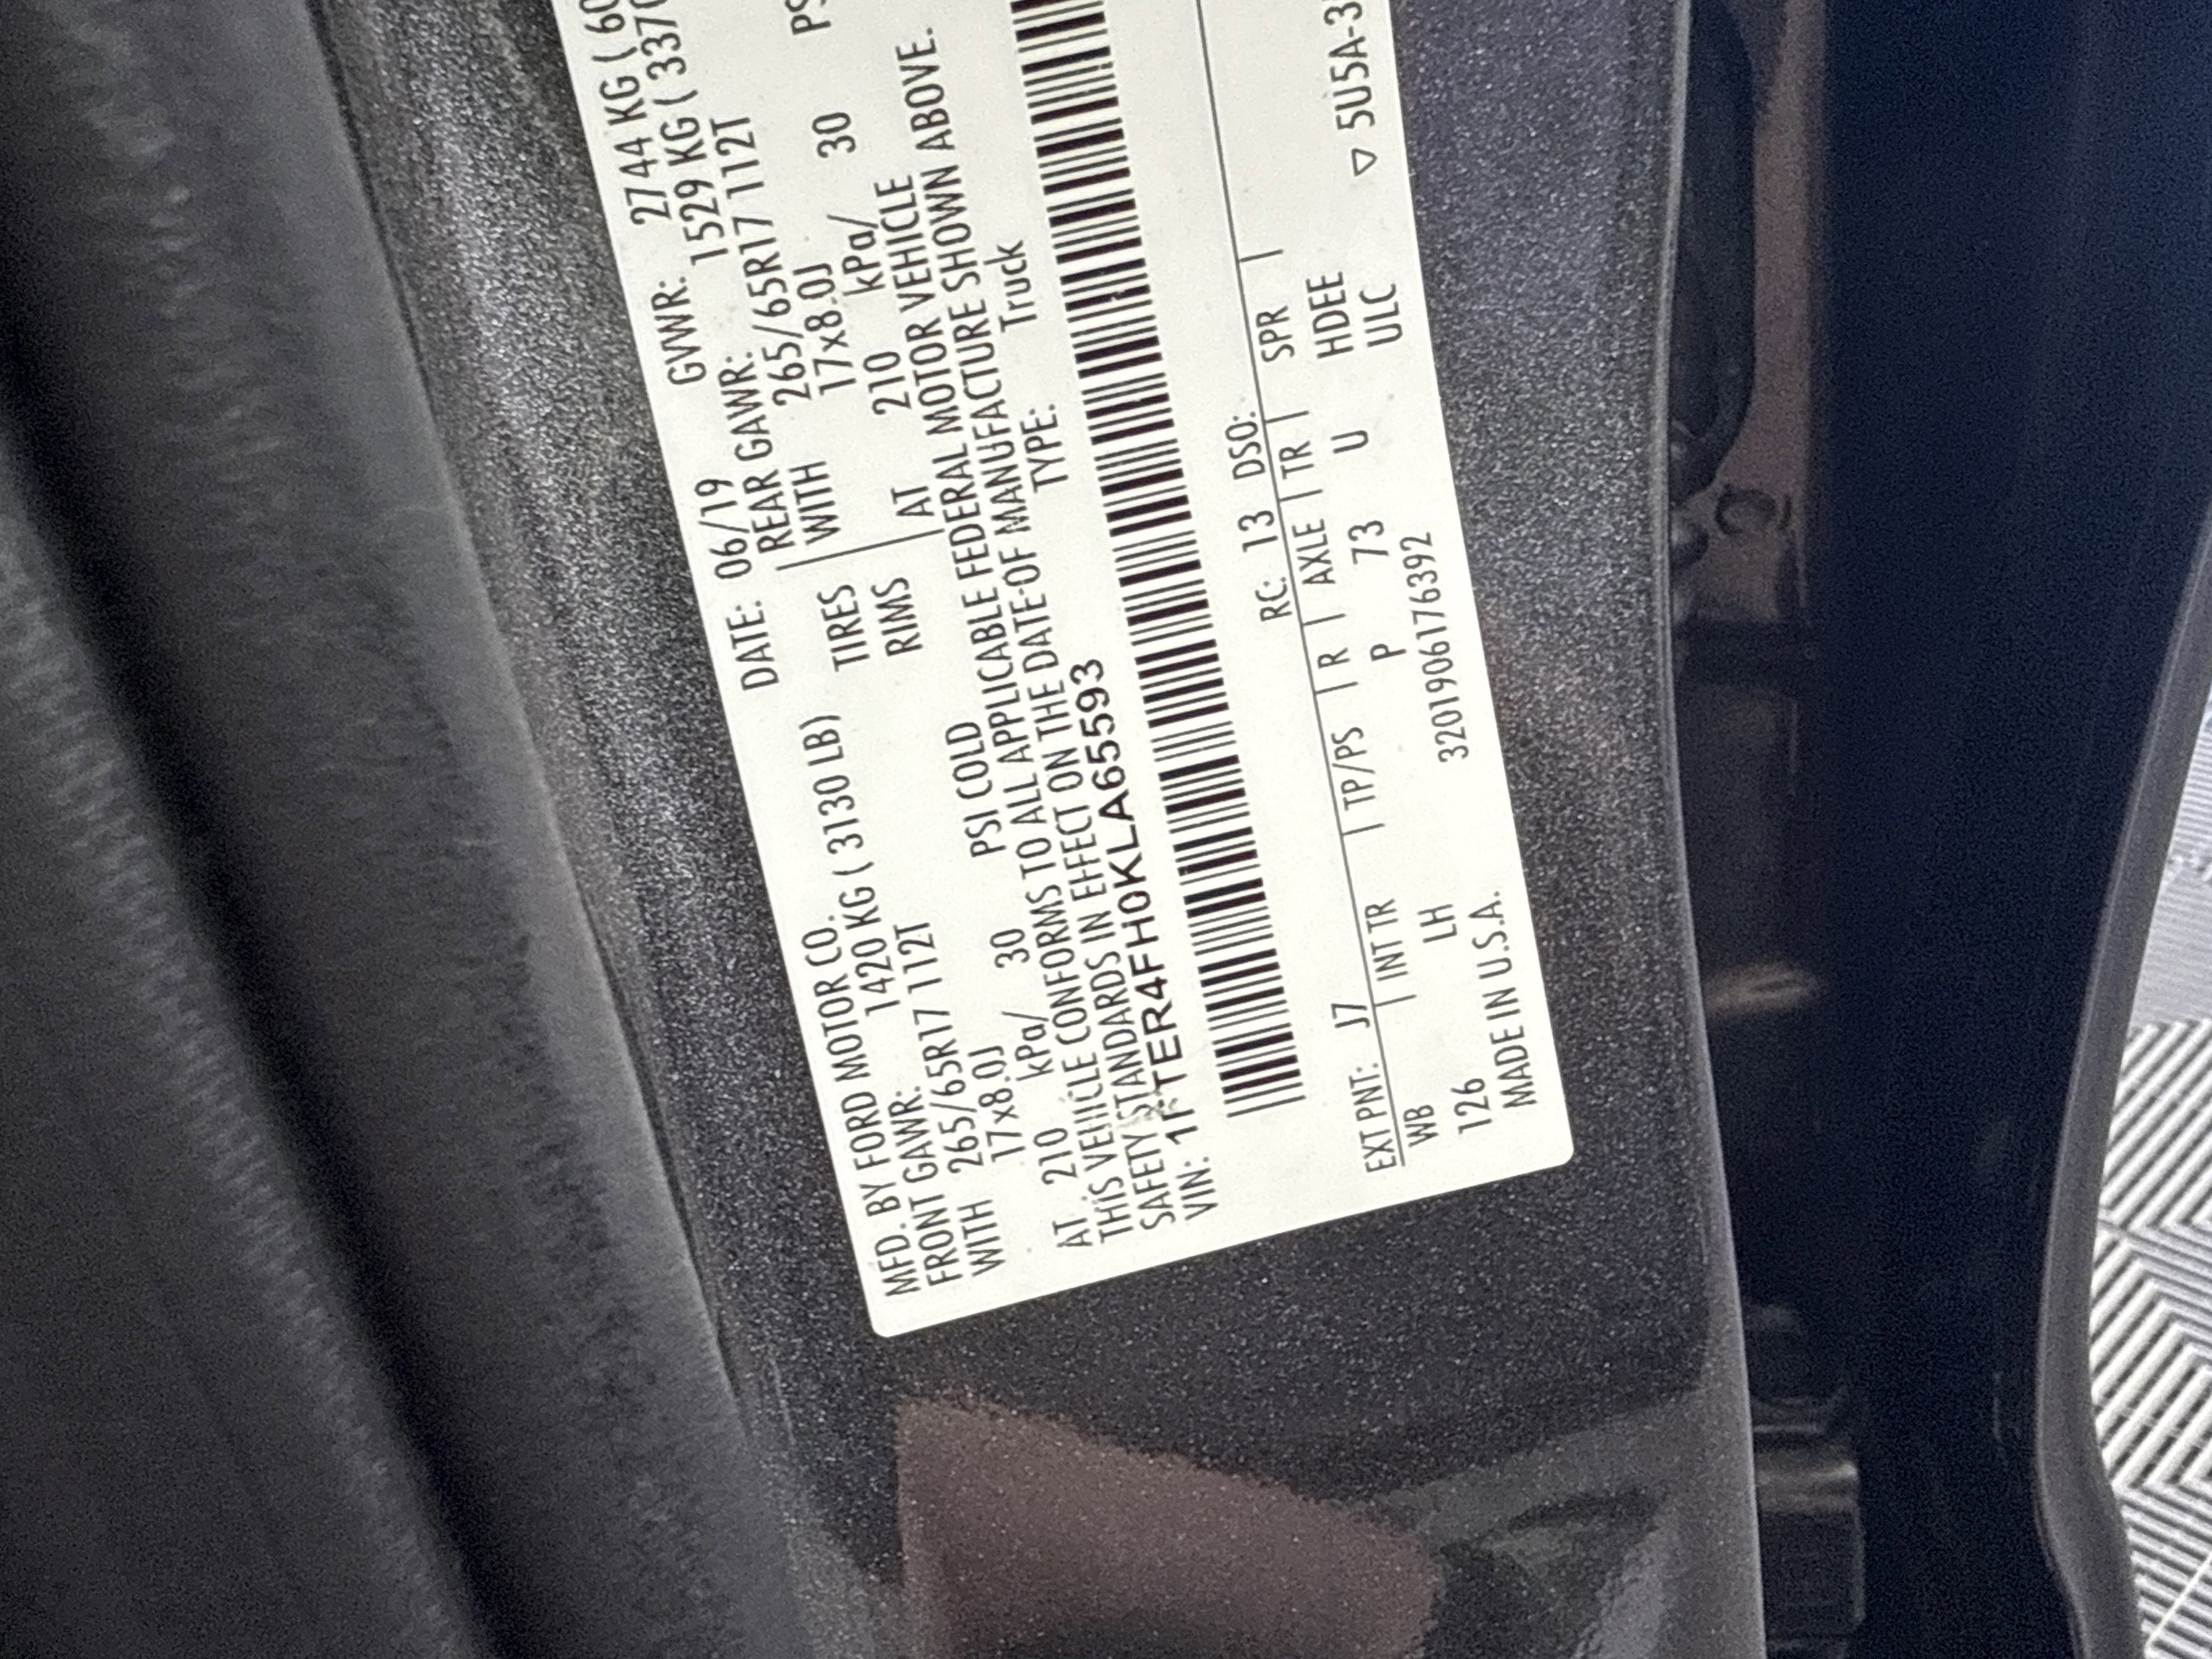 MFD. BY FORD MOTOR CO. DATE: 06/19 GVWR: 2744 KG ( 60
FRONT GAWR: 1420 KG ( 3130 LB) REAR GAWR: 1529 KG ( 337
WITH 265/65R17 112T TIRES WITH 265/65R17 112T
17x8.0J RIMS 17x8.0J
AT 210 kPa/ 30 PSI COLD AT 210 kPa/ 30 PS
THIS VEHICLE CONFORMS TO ALL APPLICABLE FEDERAL MOTOR VEHICLE
SAFETY STANDARDS IN EFFECT ON THE DATE OF MANUFACTURE SHOWN ABOVE.
VIN: 1FTER4FH0KLA65593 TYPE: Truck
EXT PNT: J7 RC: 13 DSO:
WB INT TR TP/PS R AXLE TR SPR
126 LH P 73 U HDEE
ULC
MADE IN U.S.A. 3201906176392 ▽ 5U5A-3